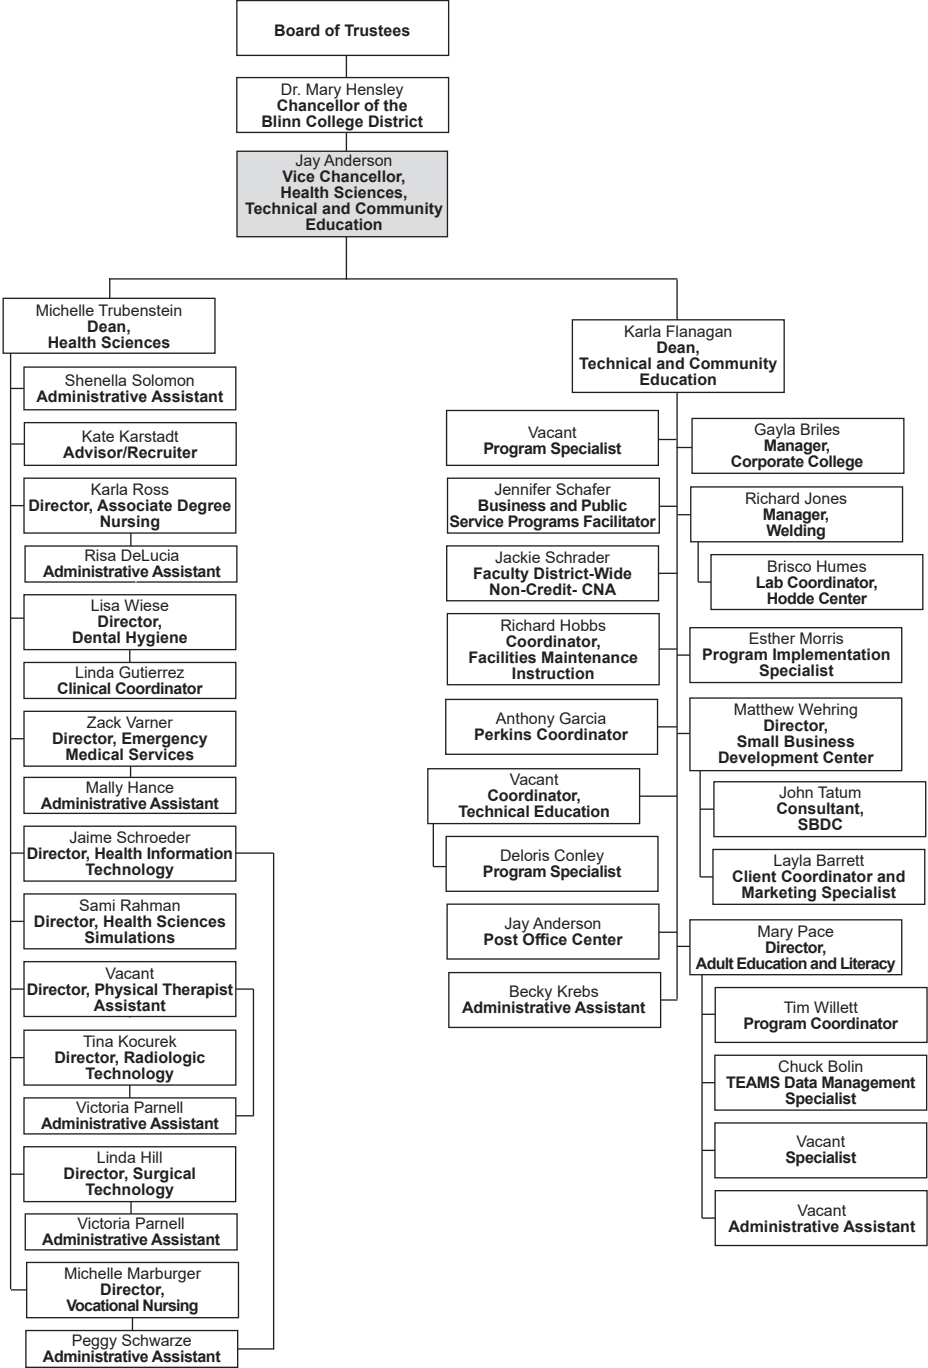 Board of Trustees
Dr. Mary Hensley
Chancellor of the
Blinn College District
Jay Anderson
Vice Chancellor,
Health Sciences,
Technical and Community
Education
Michelle Trubenstein
Dean,
Health Sciences
Shenella Solomon
Administrative Assistant
Kate Karstadt
Advisor/Recruiter
Karla Ross
Director, Associate Degree
Nursing
Risa DeLucia
Administrative Assistant
Lisa Wiese
Director,
Dental Hygiene
Linda Gutierrez
Clinical Coordinator
Zack Varner
Director, Emergency
Medical Services
Mally Hance
Administrative Assistant
Jaime Schroeder
Director, Health Information
Technology
Sami Rahman
Director, Health Sciences
Simulations
Vacant
Director, Physical Therapist
Assistant
Tina Kocurek
Director, Radiologic
Technology
Victoria Parnell
Administrative Assistant
Linda Hill
Director, Surgical
Technology
Victoria Parnell
Administrative Assistant
Michelle Marburger
Director,
Vocational Nursing
Peggy Schwarze
Administrative Assistant
Karla Flanagan
Dean,
Technical and Community
Education
Vacant
Program Specialist
Jennifer Schafer
Business and Public
Service Programs Facilitator
Jackie Schrader
Faculty District-Wide
Non-Credit- CNA
Richard Hobbs
Coordinator,
Facilities Maintenance
Instruction
Anthony Garcia
Perkins Coordinator
Vacant
Coordinator,
Technical Education
Deloris Conley
Program Specialist
Jay Anderson
Post Office Center
Becky Krebs
Administrative Assistant
Gayla Briles
Manager,
Corporate College
Richard Jones
Manager,
Welding
Brisco Humes
Lab Coordinator,
Hodde Center
Esther Morris
Program Implementation
Specialist
Matthew Wehring
Director,
Small Business
Development Center
John Tatum
Consultant,
SBDC
Layla Barrett
Client Coordinator and
Marketing Specialist
Mary Pace
Director,
Adult Education and Literacy
Tim Willett
Program Coordinator
Chuck Bolin
TEAMS Data Management
Specialist
Vacant
Specialist
Vacant
Administrative Assistant